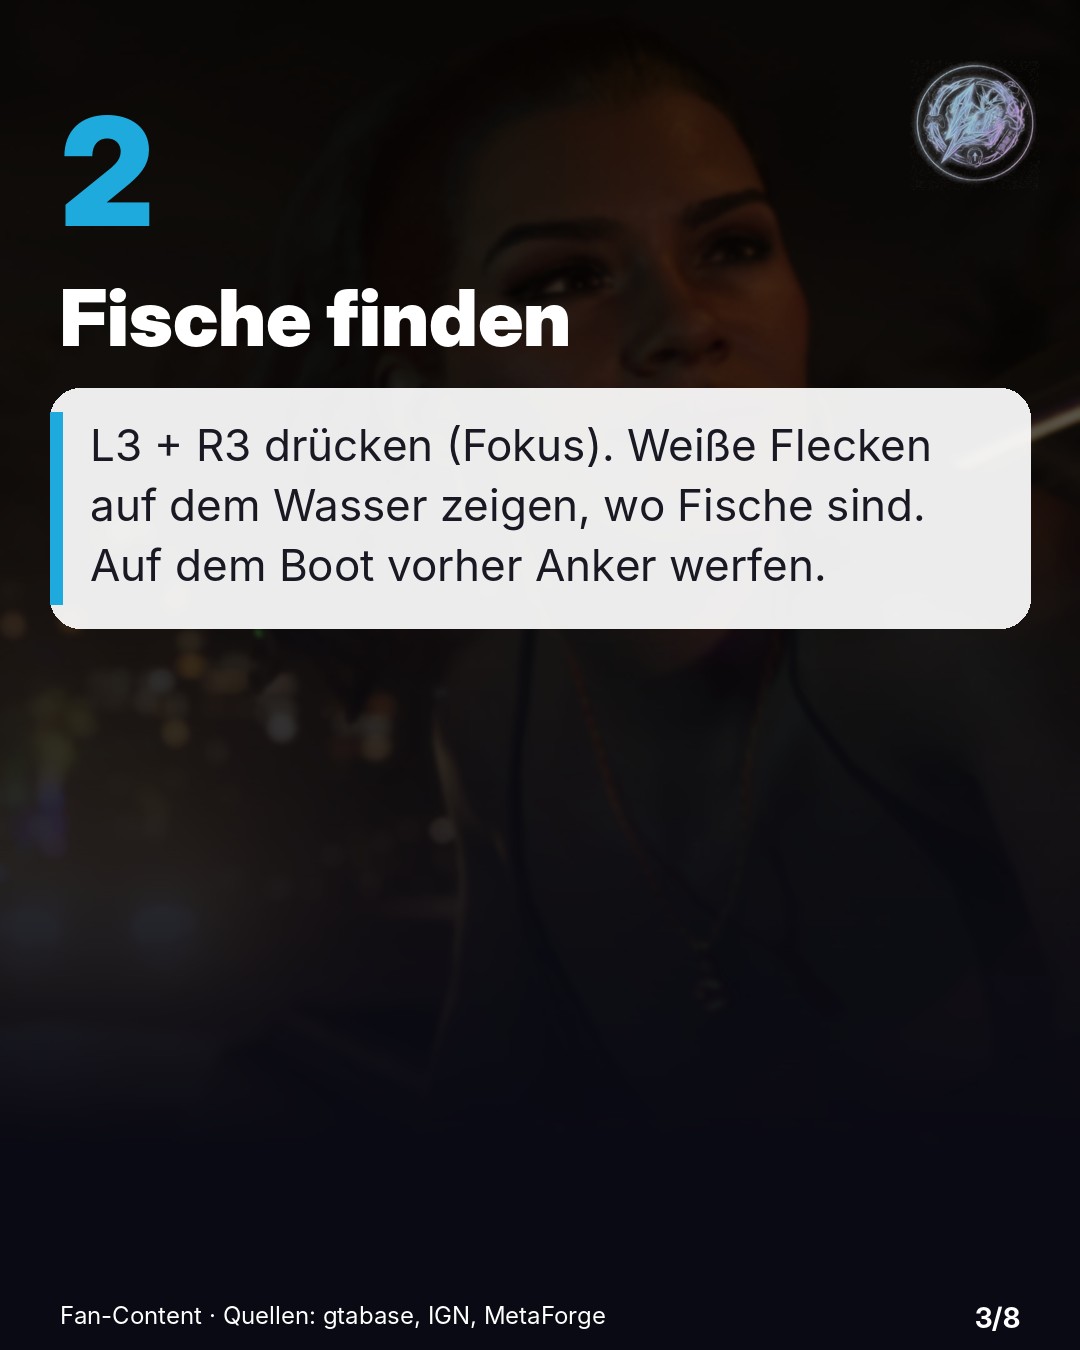 2
Fische finden
L3 + R3 drücken (Fokus). Weiße Flecken
auf dem Wasser zeigen, wo Fische sind.
Auf dem Boot vorher Anker werfen.
Fan-Content · Quellen: gtabase, IGN, MetaForge
3/8